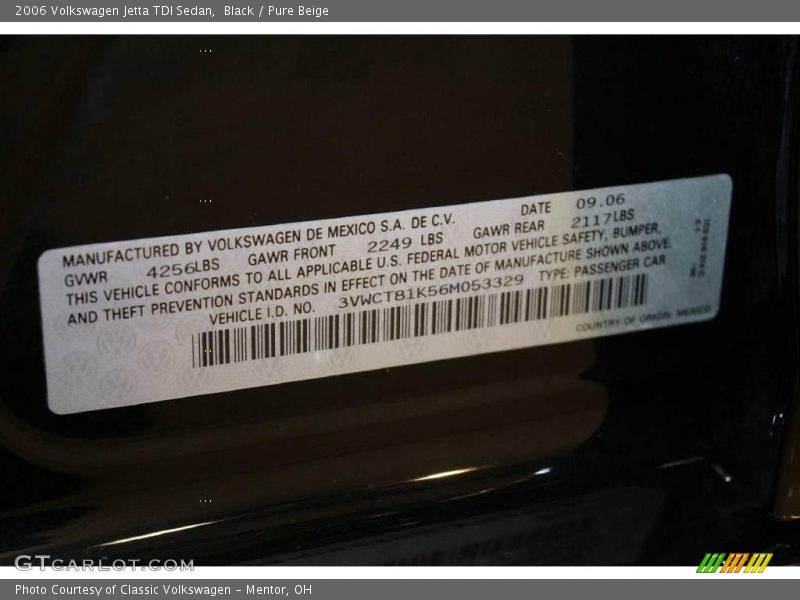 2006 Volkswagen Jetta TDI Sedan,  Black / Pure Beige
MANUFACTURED BY VOLKSWAGEN DE MEXICO S.A. DE C.V. DATE 09.06
GVWR 4256LBS GAWR FRONT 2249 LBS GAWR REAR 2117LBS
THIS VEHICLE CONFORMS TO ALL APPLICABLE U.S. FEDERAL MOTOR VEHICLE SAFETY, BUMPER,
AND THEFT PREVENTION STANDARDS IN EFFECT ON THE DATE OF MANUFACTURE SHOWN ABOVE.
VEHICLE I.D. NO. 3VWCT81K56M053329 TYPE: PASSENGER CAR
COUNTRY OF ORIGIN: MEXICO
GTCARLOT.COM
Photo Courtesy of Classic Volkswagen - Mentor, OH